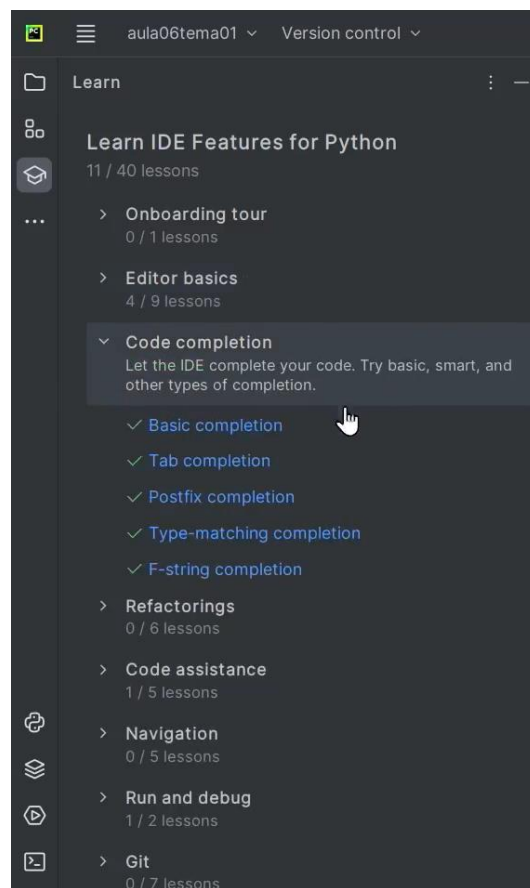 PC
aula06tema01
Version control
Learn
Learn IDE Features for Python
11 / 40 lessons
Onboarding tour
0 / 1 lessons
Editor basics
4 / 9 lessons
Code completion
Let the IDE complete your code. Try basic, smart, and
other types of completion.
Basic completion
Tab completion
Postfix completion
Type-matching completion
F-string completion
Refactorings
0 / 6 lessons
Code assistance
1 / 5 lessons
Navigation
0 / 5 lessons
Run and debug
1 / 2 lessons
Git
0 / 7 lessons